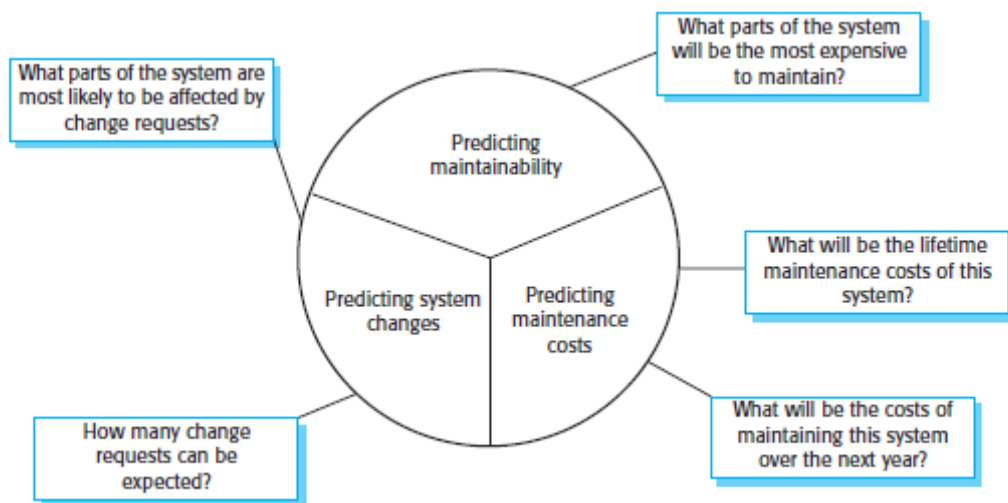 What parts of the system
will be the most expensive
to maintain?
What parts of the system are
most likely to be affected by
change requests?
Predicting
maintainability
What will be the lifetime
maintenance costs of this
system?
Predicting system
changes
Predicting
maintenance
costs
What will be the costs of
maintaining this system
over the next year?
How many change
requests can be
expected?